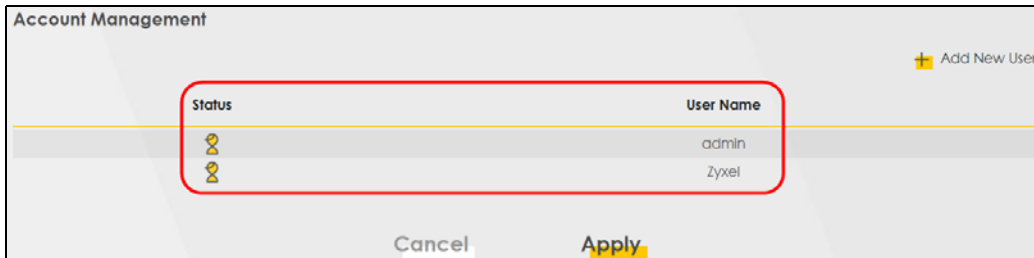 Account Management
Add New User
Status User Name
admin
Zyxel
Cancel Apply